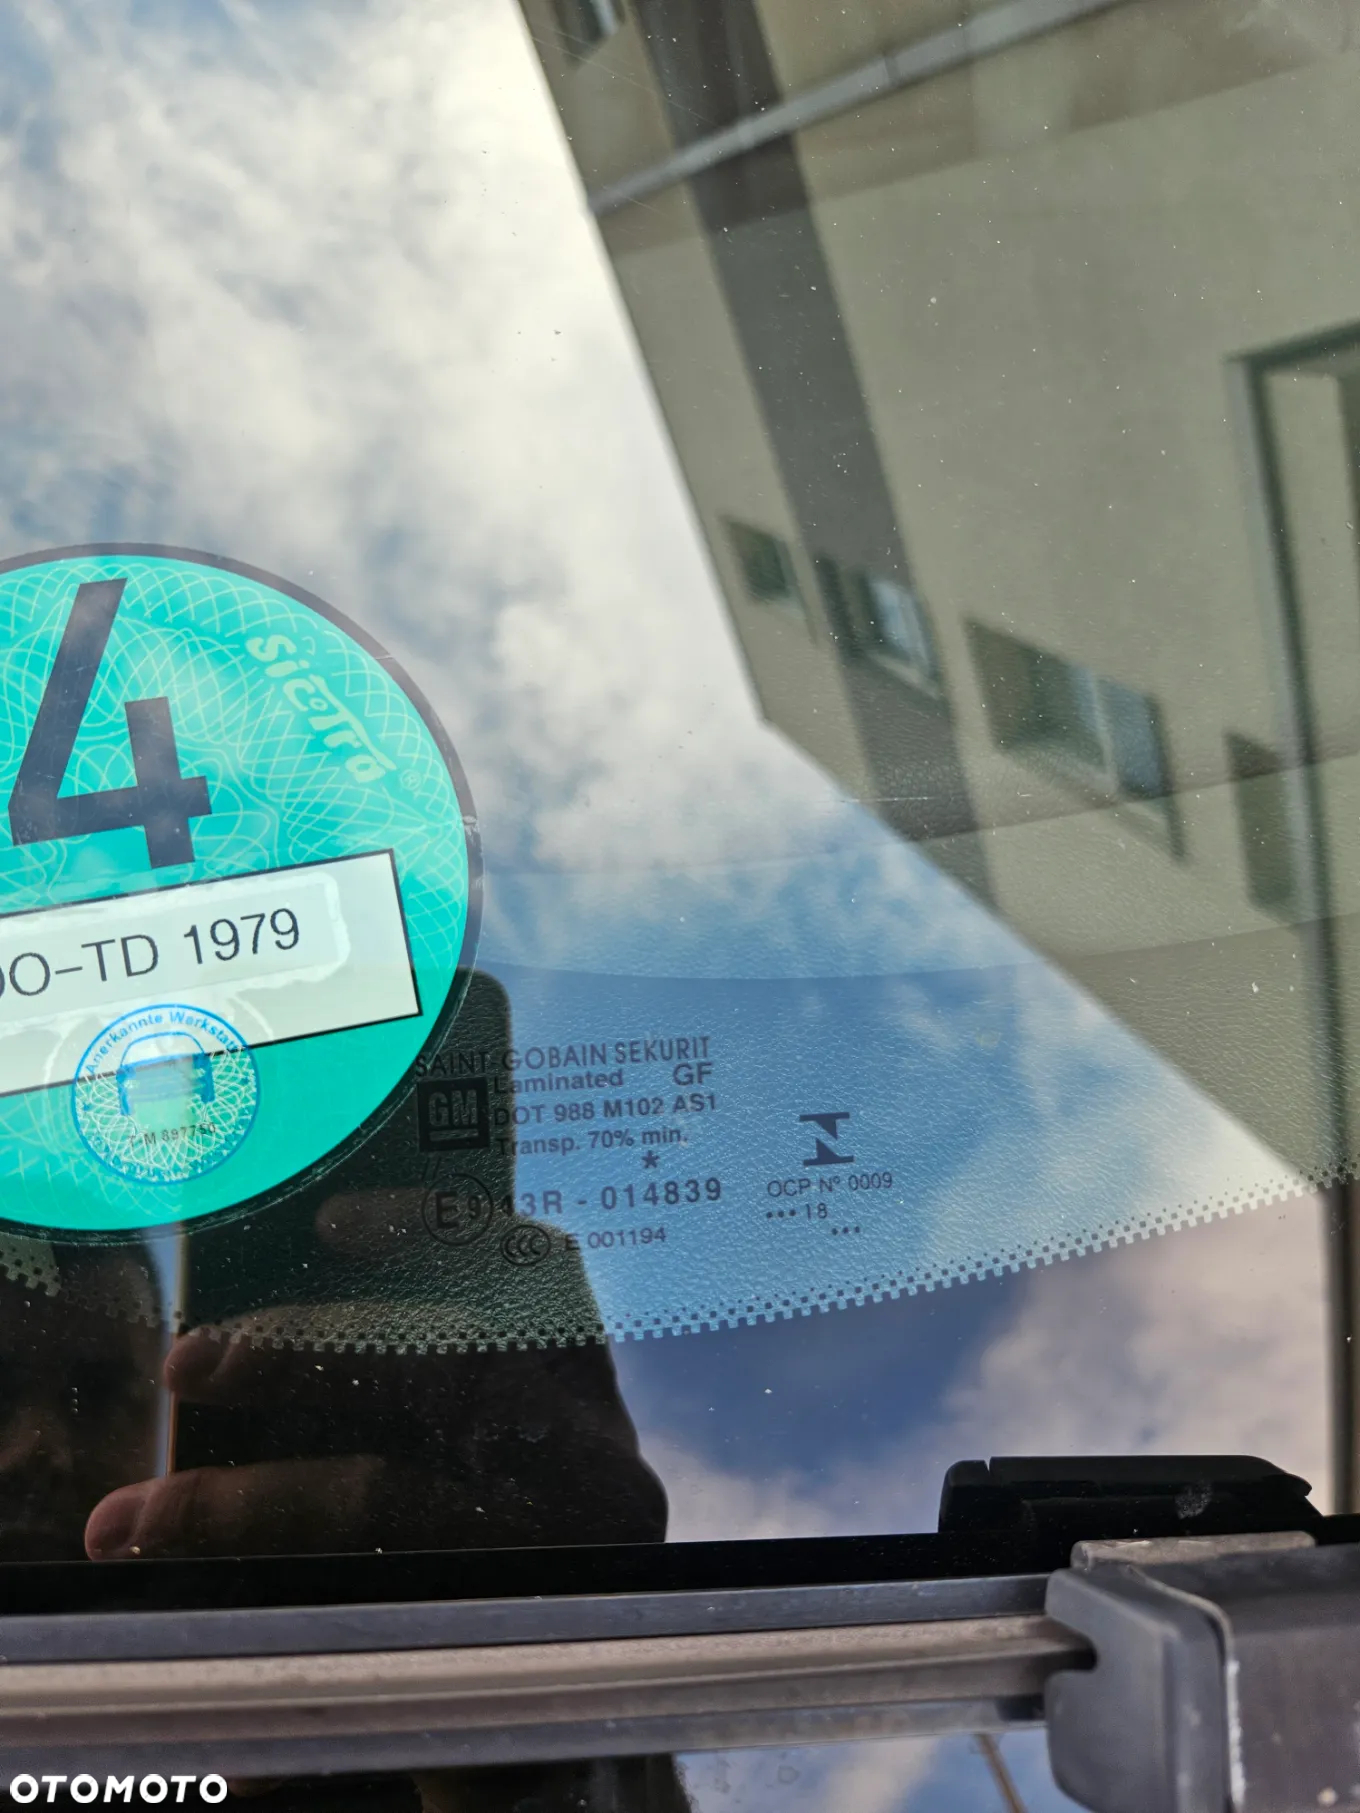 4
SicoTra ®
DO-TD 1979
Anerkannte Werkstatt
SAINT-GOBAIN SEKURIT
Laminated GF
GM
DOT 988 M102 AS1
Transp. 70% min.
*
E9 43R - 014839
CCC E 001194
OCP Nº 0009
•••18
•••
OTOMOTO